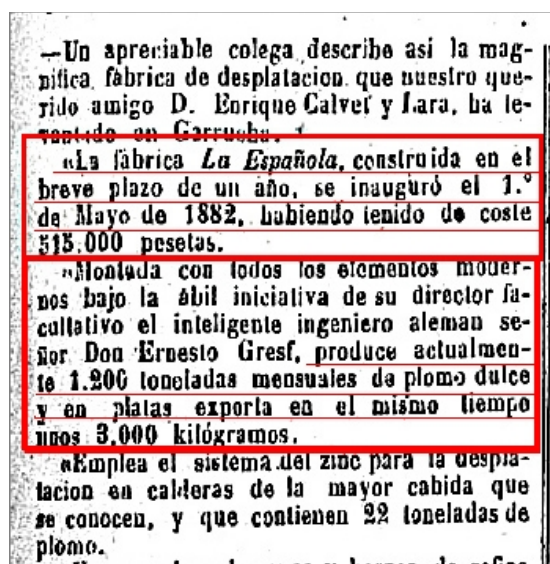 —Un apreciable colega describe asi la mag-
nifica fábrica de desplatacion que nuestro que-
rido amigo D. Enrique Calvet y Lara, ha le-
vantado en Garrucha.
«La fábrica La Española, construida en el
breve plazo de un año, se inauguró el 1.º
de Mayo de 1882, habiendo tenido de coste
515.000 pesetas.
»Montada con todos los elementos moder-
nos bajo la ábil iniciativa de su director fa-
cultativo el inteligente ingeniero aleman se-
ñor Don Ernesto Gresf, produce actualmen-
te 1.200 toneladas mensuales de plomo dulce
y en platas exporta en el mismo tiempo
unos 3.000 kilógramos.
«Emplea el sistema del zinc para la despla-
tacion en calderas de la mayor cabida que
se conocen, y que contienen 22 toneladas de
plomo.